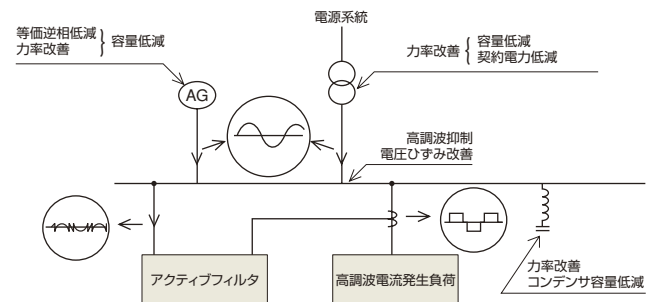 電源系統
等価逆相低減
力率改善
容量低減
力率改善
容量低減
契約電力低減
AG
高調波抑制
電圧ひずみ改善
アクティブフィルタ
高調波電流発生負荷
力率改善
コンデンサ容量低減